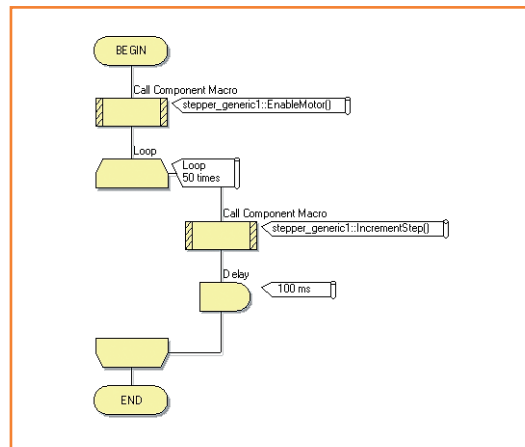 BEGIN
Call Component Macro
stepper_generic1::EnableMotor()
Loop
Loop
50 times
Call Component Macro
stepper_generic1::IncrementStep()
Delay
100 ms
END